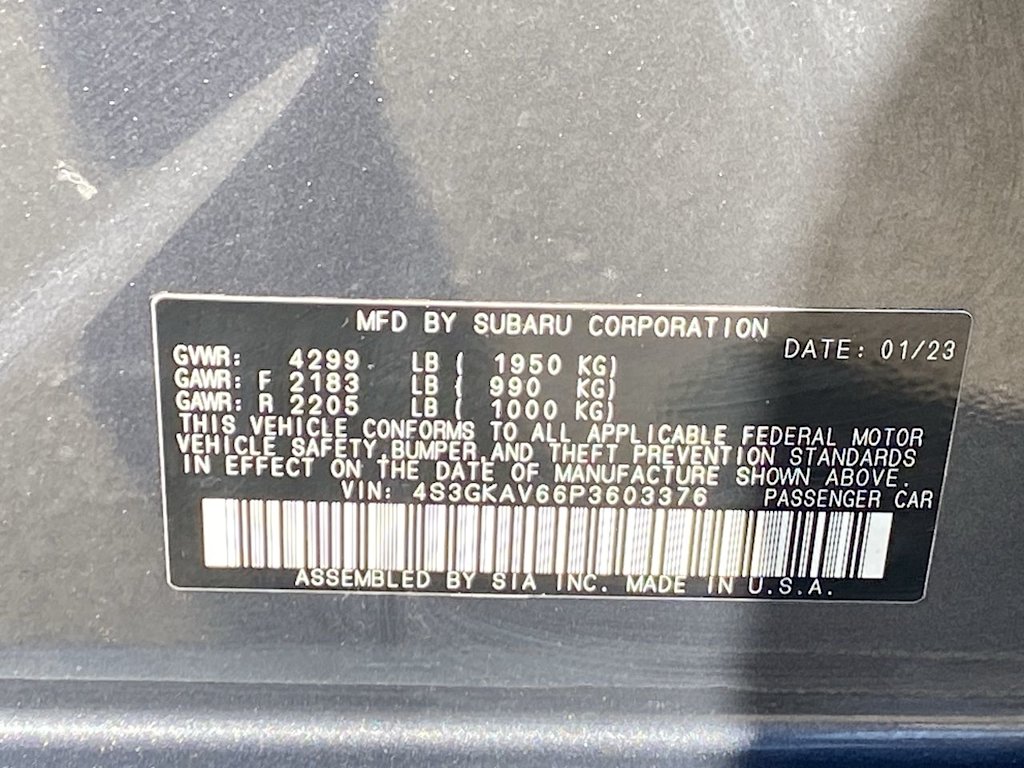 MFD BY SUBARU CORPORATION
DATE: 01/23
GVWR: 4299 LB ( 1950 KG)
GAWR: F 2183 LB ( 990 KG)
GAWR: R 2205 LB ( 1000 KG)
THIS VEHICLE CONFORMS TO ALL APPLICABLE FEDERAL MOTOR
VEHICLE SAFETY, BUMPER, AND THEFT PREVENTION STANDARDS
IN EFFECT ON THE DATE OF MANUFACTURE SHOWN ABOVE.
VIN: 4S3GKAV66P3603376 PASSENGER CAR
ASSEMBLED BY SIA INC. MADE IN U.S.A.